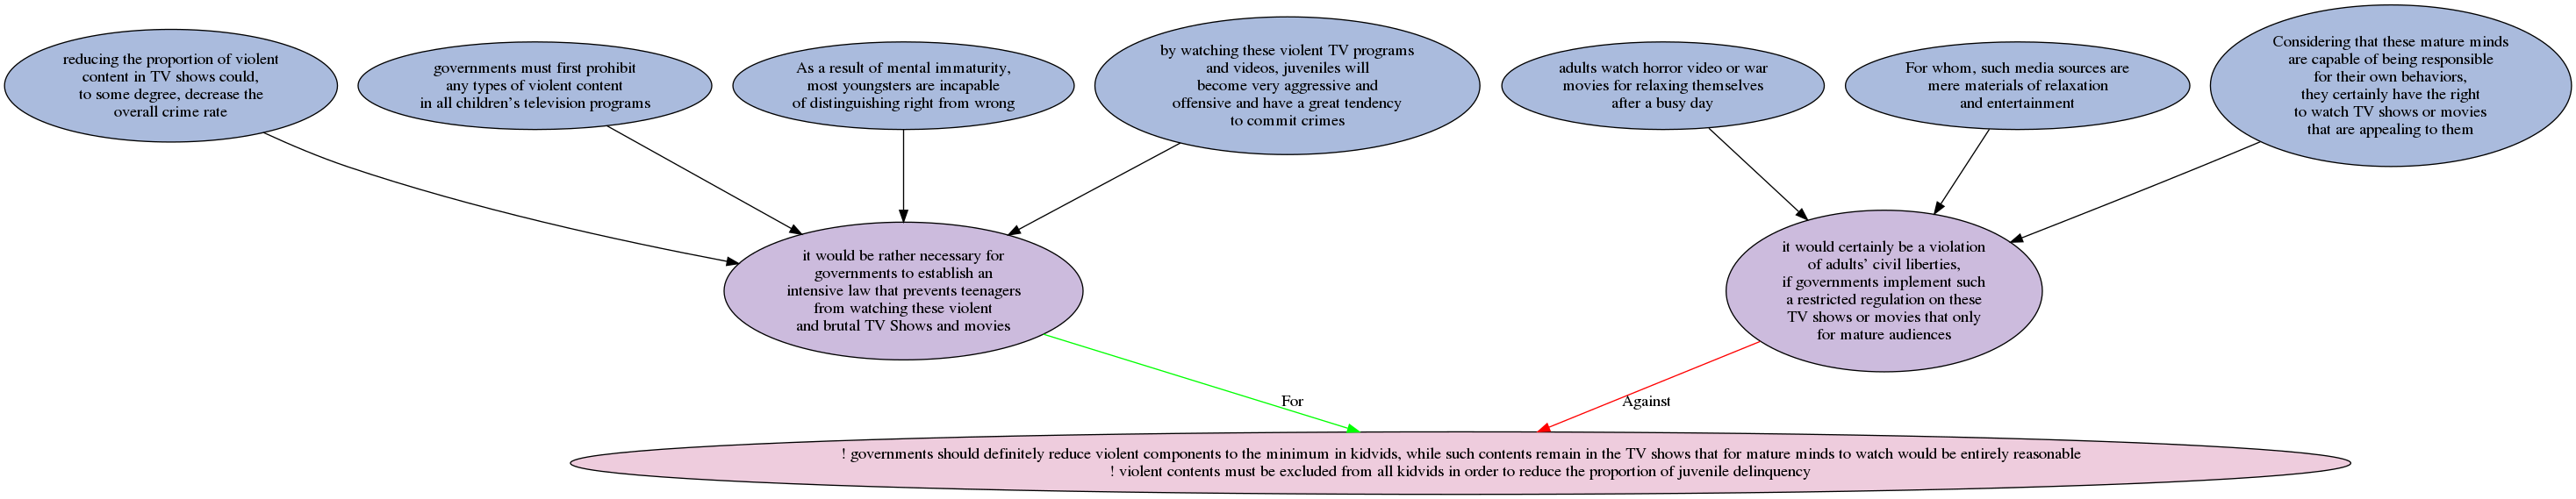 reducing the proportion of violent
content in TV shows could,
to some degree, decrease the
overall crime rate
governments must first prohibit
any types of violent content
in all children's television programs
As a result of mental immaturity,
most youngsters are incapable
of distinguishing right from wrong
by watching these violent TV programs
and videos, juveniles will
become very aggressive and
offensive and have a great tendency
to commit crimes
adults watch horror video or war
movies for relaxing themselves
after a busy day
For whom, such media sources are
mere materials of relaxation
and entertainment
Considering that these mature minds
are capable of being responsible
for their own behaviors,
they certainly have the right
to watch TV shows or movies
that are appealing to them
it would be rather necessary for
governments to establish an
intensive law that prevents teenagers
from watching these violent
and brutal TV Shows and movies
it would certainly be a violation
of adults' civil liberties,
if governments implement such
a restricted regulation on these
TV shows or movies that only
for mature audiences
For
Against
! governments should definitely reduce violent components to the minimum in kidvids, while such contents remain in the TV shows that for mature minds to watch would be entirely reasonable
! violent contents must be excluded from all kidvids in order to reduce the proportion of juvenile delinquency